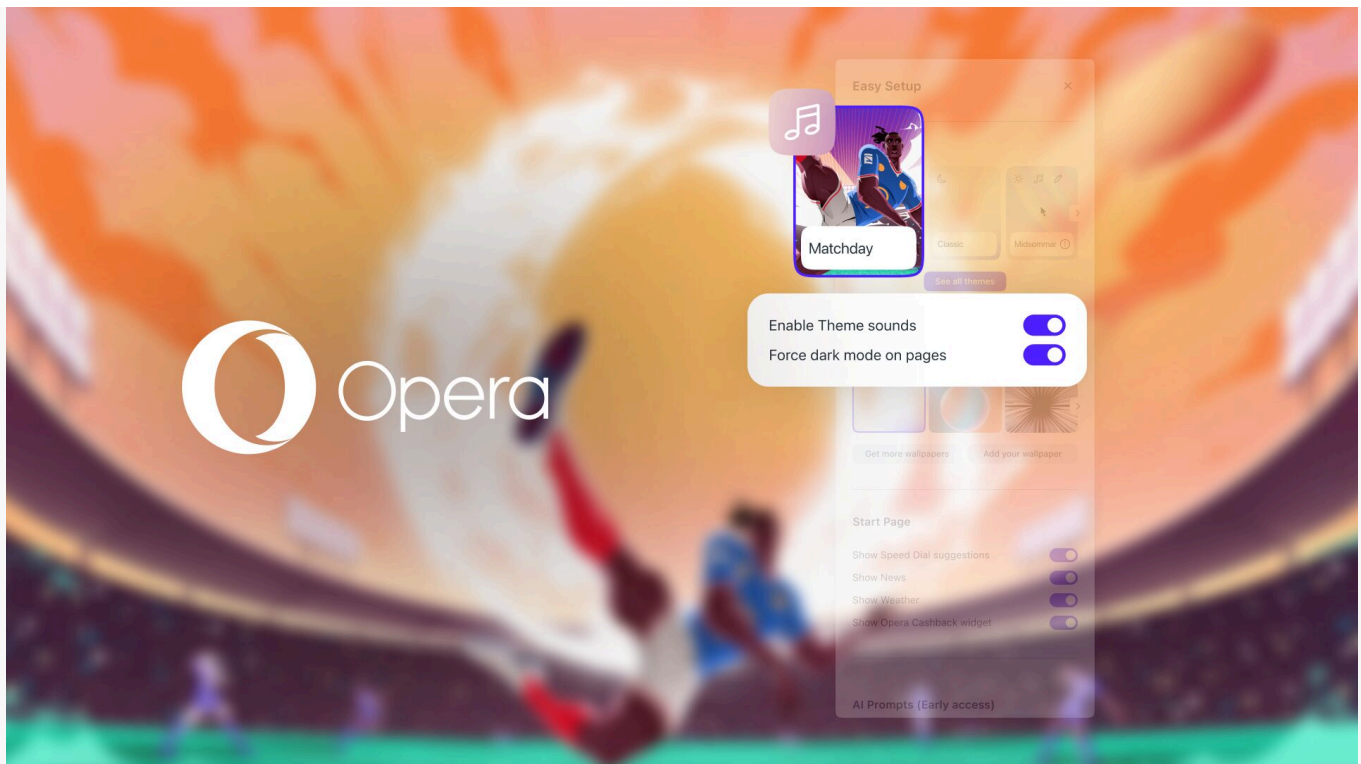 Opera
Easy Setup
Matchday
Classic
Midsommar
See all themes
Enable Theme sounds
Force dark mode on pages
Get more wallpapers
Add your wallpaper
Start Page
Show Speed Dial suggestions
Show News
Show Weather
Show Opera Cashback widget
AI Prompts (Early access)